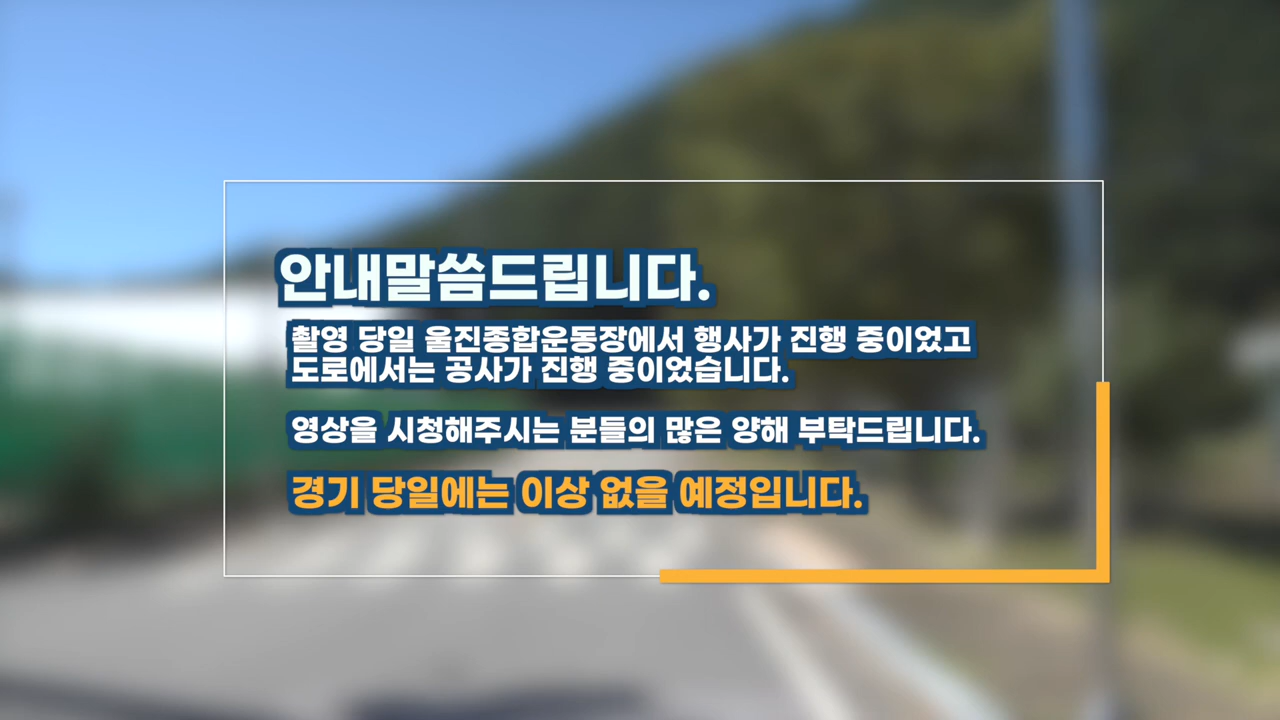 안내말씀드립니다.
촬영 당일 울진종합운동장에서 행사가 진행 중이었고
도로에서는 공사가 진행 중이었습니다.
영상을 시청해주시는 분들의 많은 양해 부탁드립니다.
경기 당일에는 이상 없을 예정입니다.